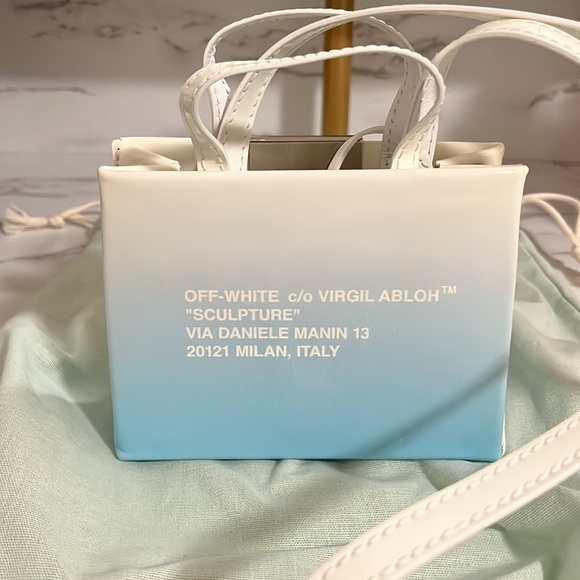 OFF-WHITE c/o VIRGIL ABLOH™
"SCULPTURE"
VIA DANIELE MANIN 13
20121 MILAN, ITALY